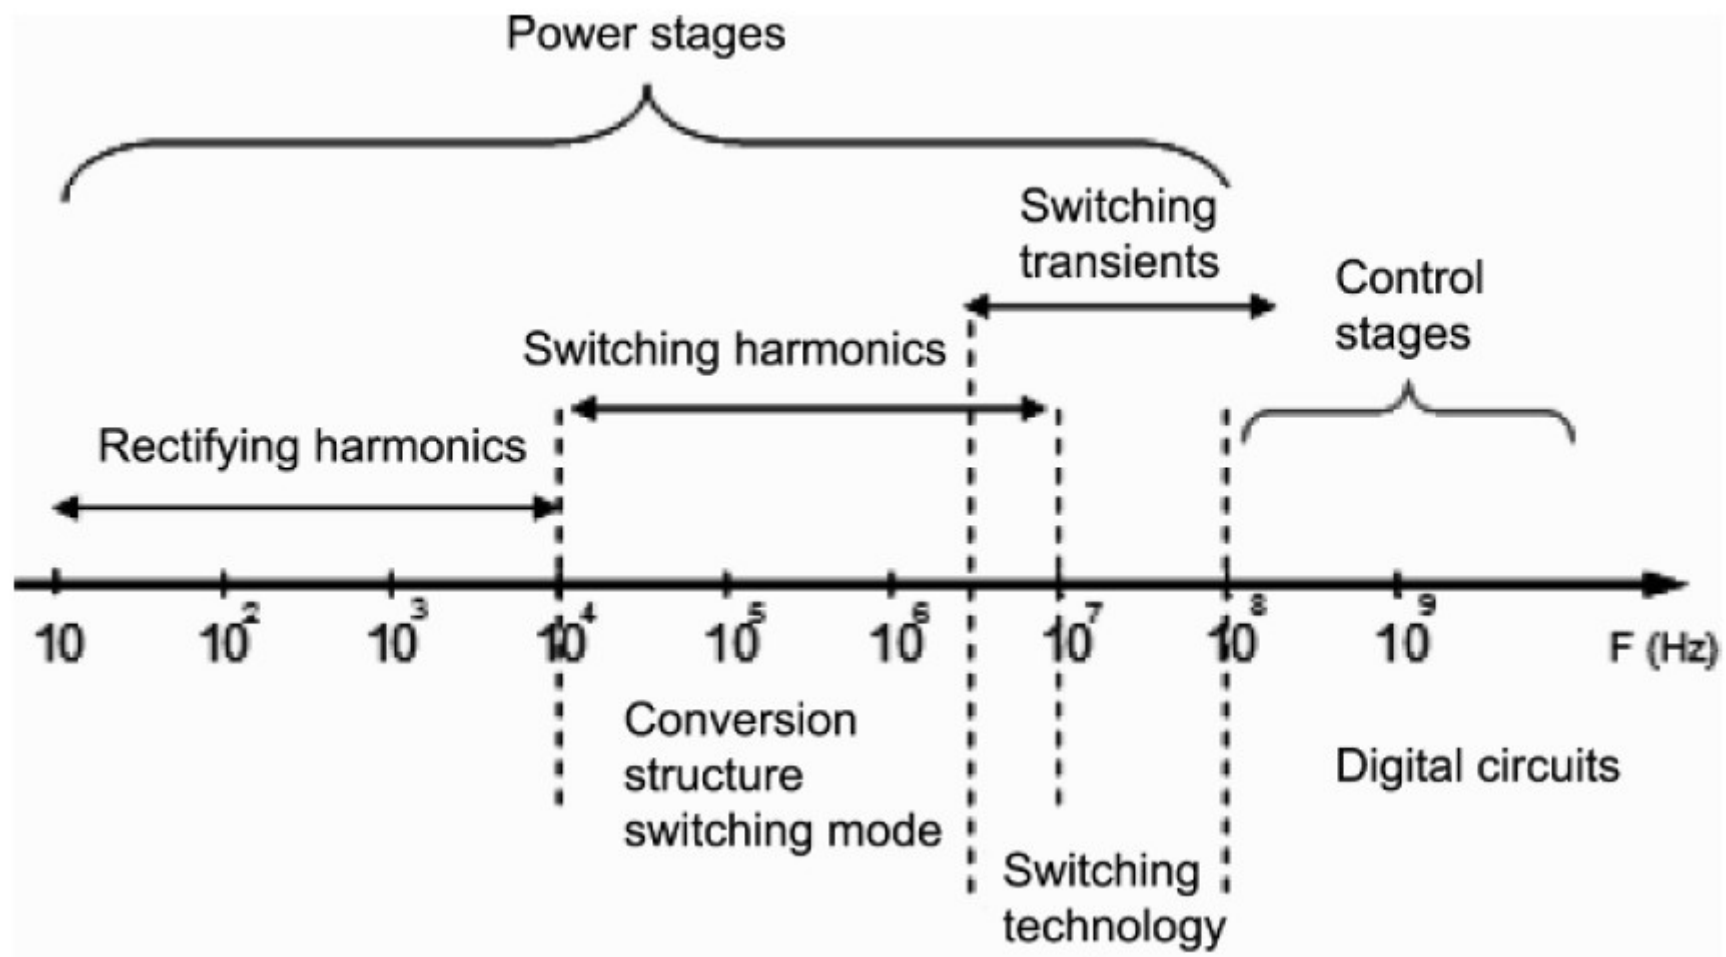 Power stages
Switching
transients
Control
stages
Switching harmonics
Rectifying harmonics
10 10² 10³ 10⁴ 10⁵ 10⁶ 10⁷ 10⁸ 10⁹ F (Hz)
Conversion
structure
switching mode
Digital circuits
Switching
technology